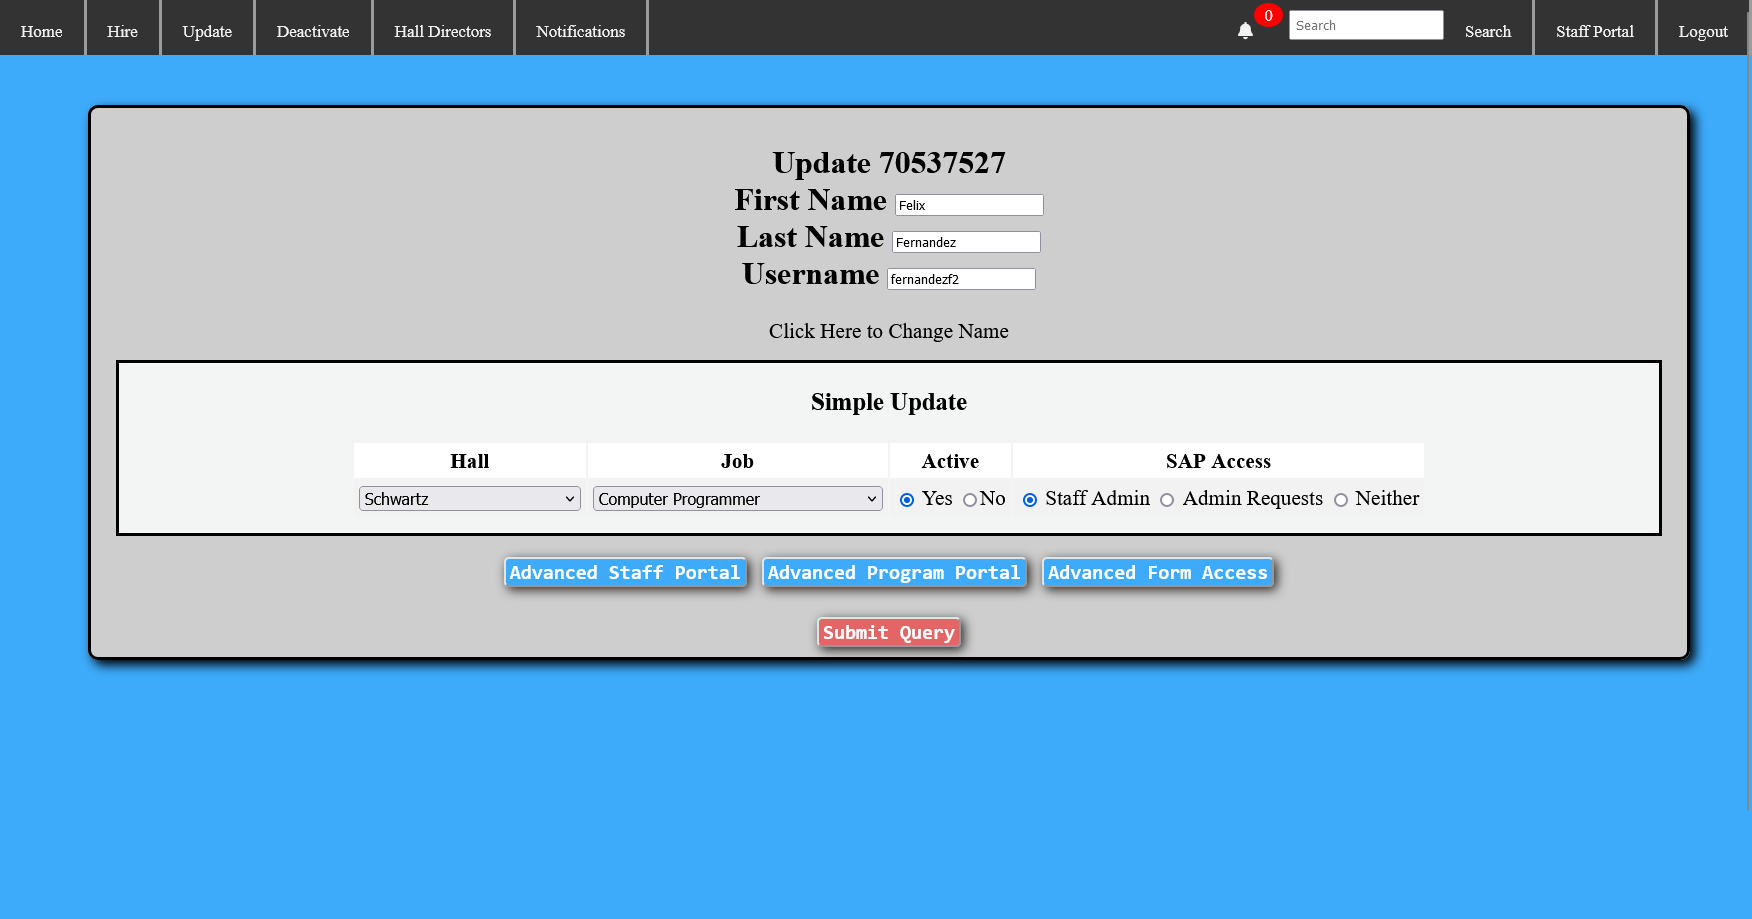 Home Hire Update Deactivate Hall Directors Notifications 0 Search Search Staff Portal Logout
Update 70537527
First Name Felix
Last Name Fernandez
Username fernandezf2
Click Here to Change Name
Simple Update
Hall Job Active SAP Access
Schwartz Computer Programmer Yes No Staff Admin Admin Requests Neither
Advanced Staff Portal Advanced Program Portal Advanced Form Access
Submit Query